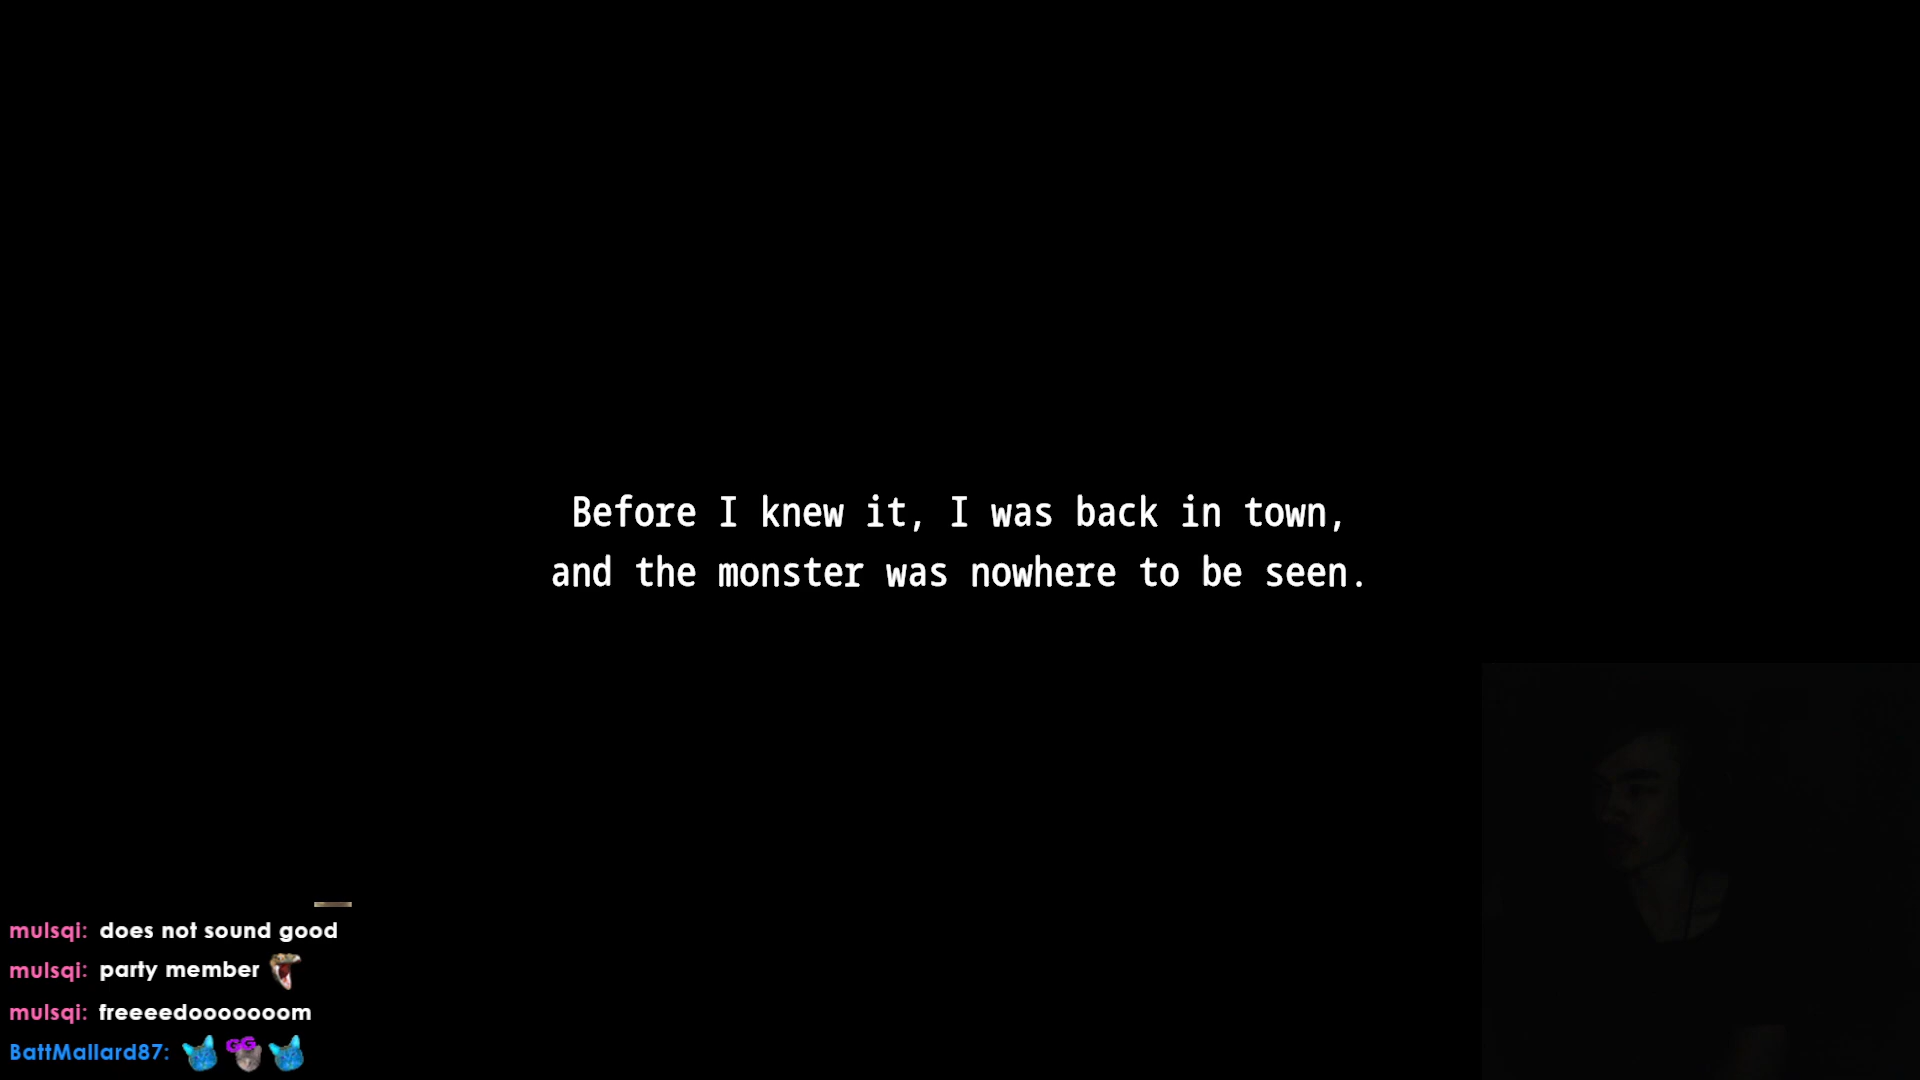 Before I knew it, I was back in town,
and the monster was nowhere to be seen.
mulsqi: does not sound good
mulsqi: party member
mulsqi: freeeedooooooom
BattMallard87: GG